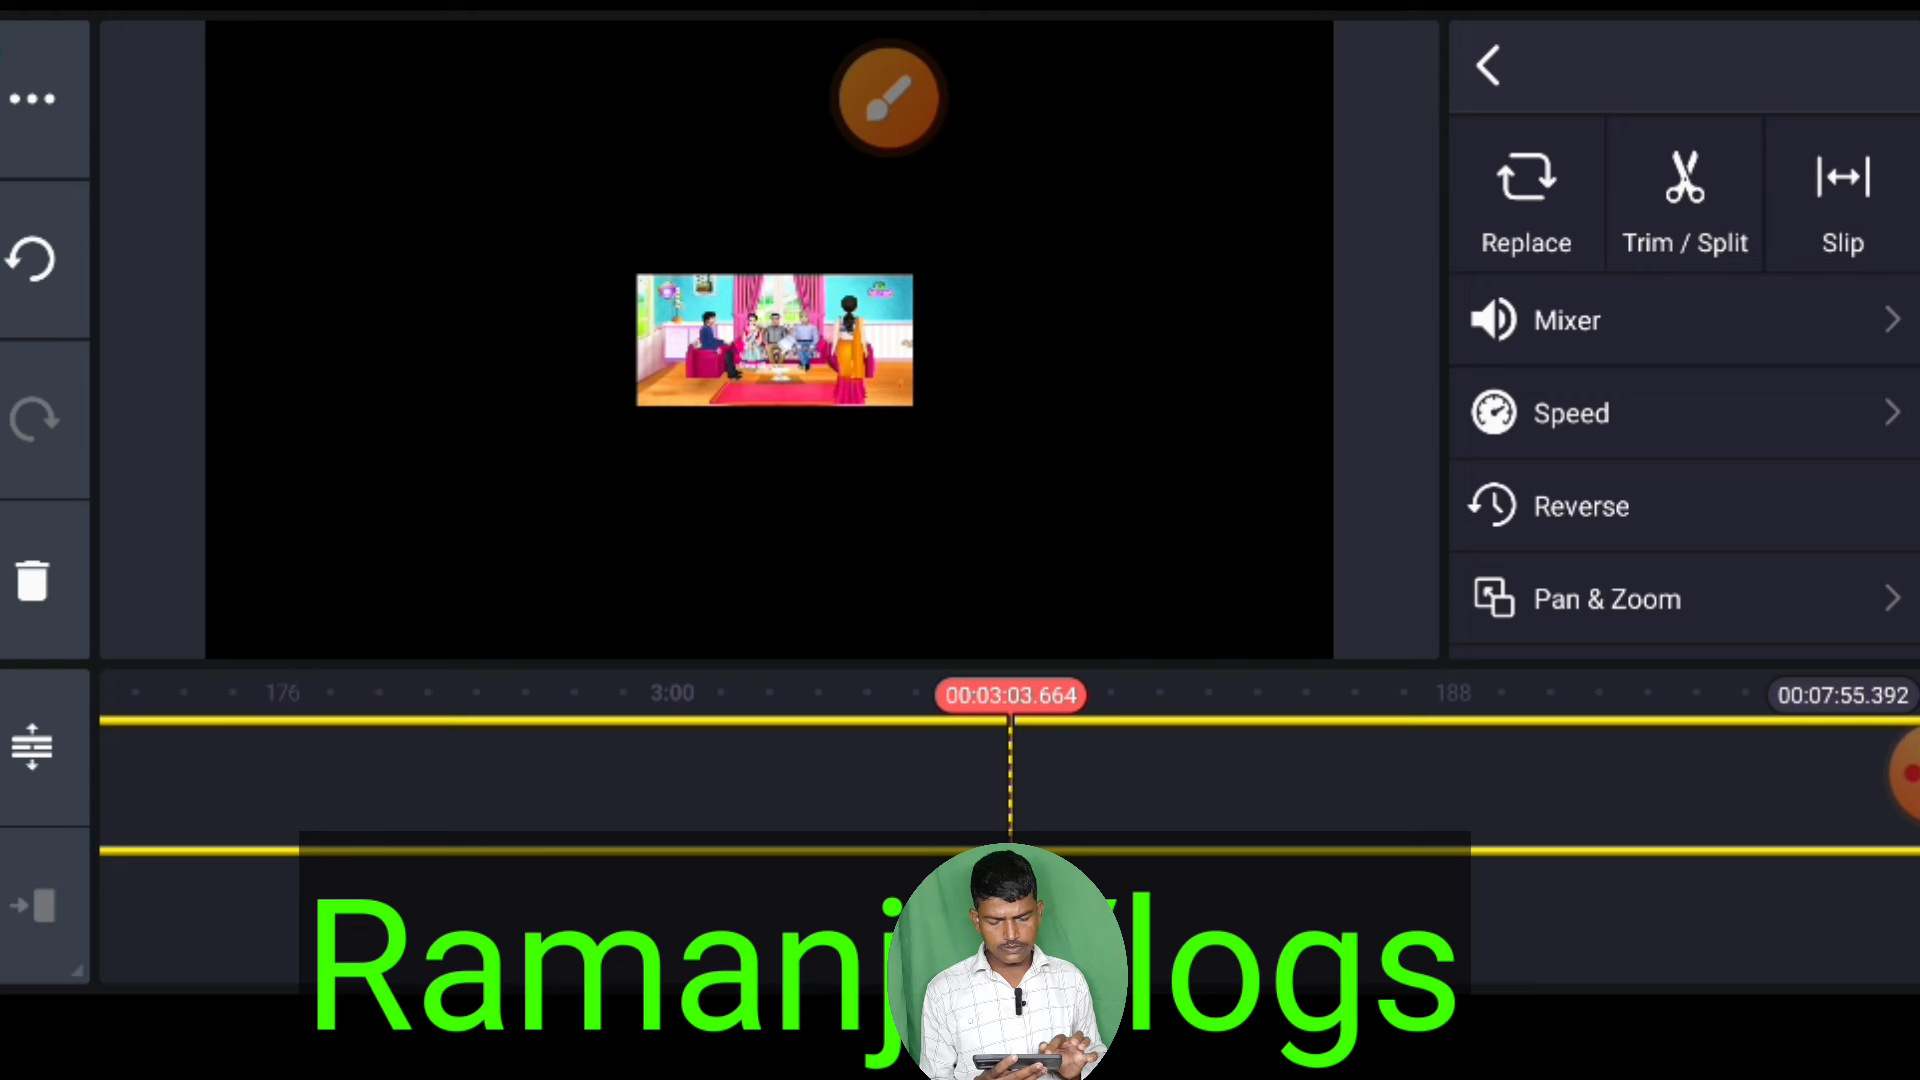 Replace
Trim / Split
Slip
Mixer
Speed
Reverse
Pan & Zoom
176
3:00
00:03:03.664
188
00:07:55.392
Ramanj logs